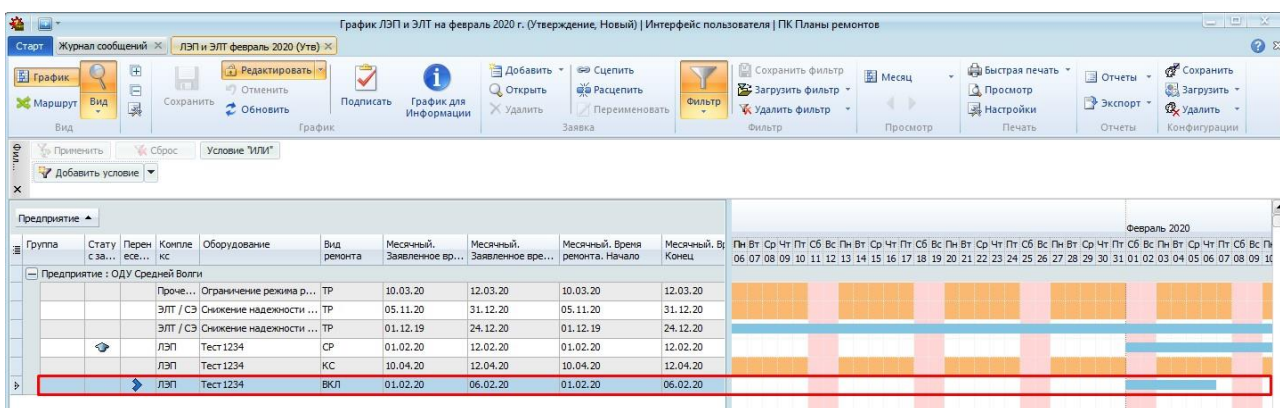 График ЛЭП и ЭЛТ на февраль 2020 г. (Утверждение, Новый) | Интерфейс пользователя | ПК Планы ремонтов
Старт Журнал сообщений ЛЭП и ЭЛТ февраль 2020 (Утв)
График Вид Сохранить Редактировать Подписать График для Информации Добавить Сцепить Фильтр Сохранить фильтр Месяц Быстрая печать Отчеты Сохранить
Маршрут Отменить Открыть Расцепить Загрузить фильтр Просмотр Экспорт Загрузить
Обновить Удалить Переименовать Удалить фильтр Настройки Удалить
Вид График Заявка Фильтр Просмотр Печать Отчеты Конфигурации
Фил... Применить Сброс Условие "ИЛИ"
Добавить условие
Предприятие
Февраль 2020
Группа Стату с за... Перен есе... Компле кс Оборудование Вид ремонта Месячный. Заявленное вр... Месячный. Заявленное вре... Месячный. Время ремонта. Начало Месячный. Вр Конец
Пн Вт Ср Чт Пт Сб Вс Пн Вт Ср Чт Пт Сб Вс Пн Вт Ср Чт Пт Сб Вс Пн Вт Ср Чт Пт Сб Вс Пн Вт Ср Чт Пт Сб Вс Пн
06 07 08 09 10 11 12 13 14 15 16 17 18 19 20 21 22 23 24 25 26 27 28 29 30 31 01 02 03 04 05 06 07 08 09 10
Предприятие : ОДУ Средней Волги
Проче... Ограничение режима р... ТР 10.03.20 12.03.20 10.03.20 12.03.20
ЭЛТ / СЭ Снижение надежности ... ТР 05.11.20 31.12.20 05.11.20 31.12.20
ЭЛТ / СЭ Снижение надежности ... ТР 01.12.19 24.12.20 01.12.19 24.12.20
ЛЭП Тест1234 СР 01.02.20 12.02.20 01.02.20 12.02.20
ЛЭП Тест1234 КС 10.04.20 12.04.20 10.04.20 12.04.20
ЛЭП Тест1234 ВКЛ 01.02.20 06.02.20 01.02.20 06.02.20